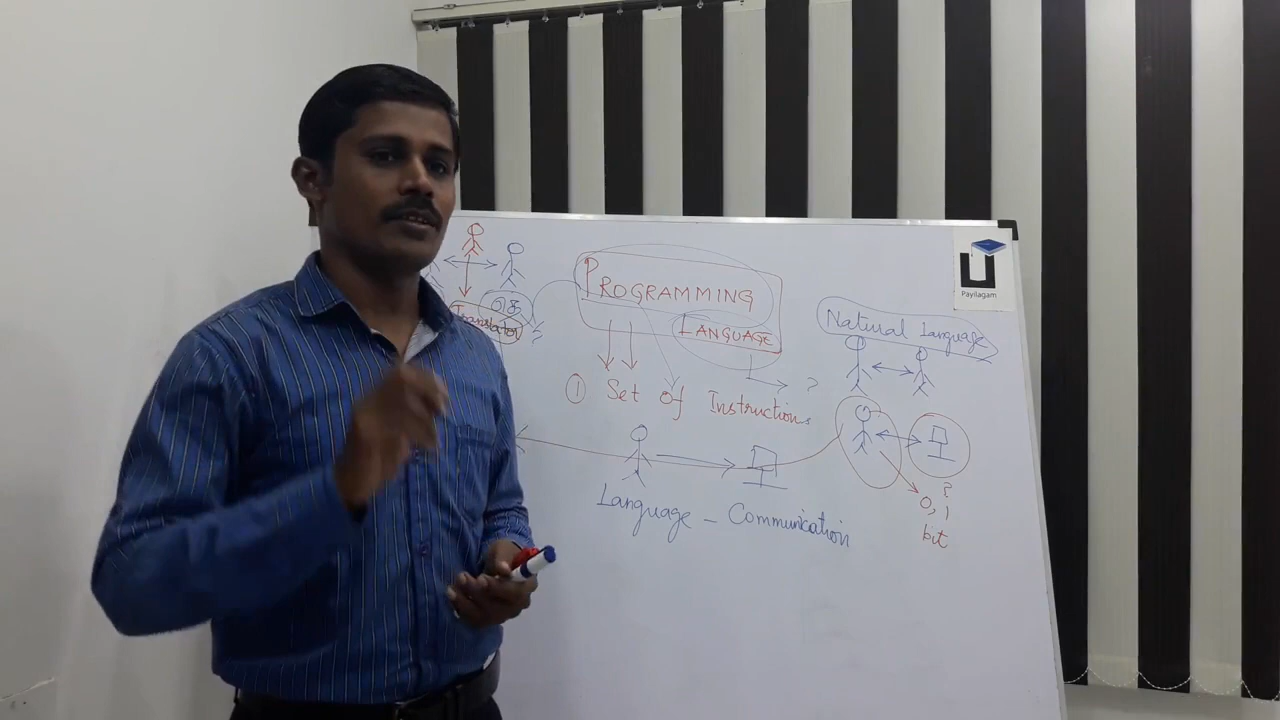 PROGRAMMING
LANGUAGE
Translator
?
Natural Language
Payilagam
?
① Set Of Instructions
?
0, 1
bit
Language - Communication